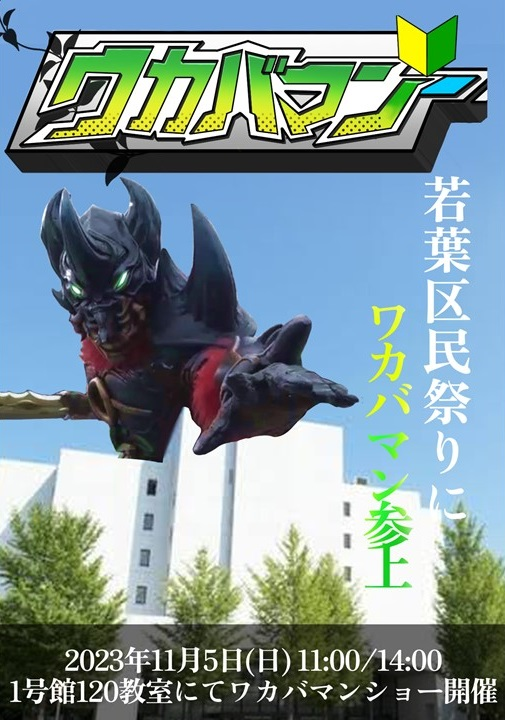 ワカバマン
若葉区民祭りに
ワカバマン参上
2023年11月5日(日) 11:00/14:00
1号館120教室にてワカバマンショー開催